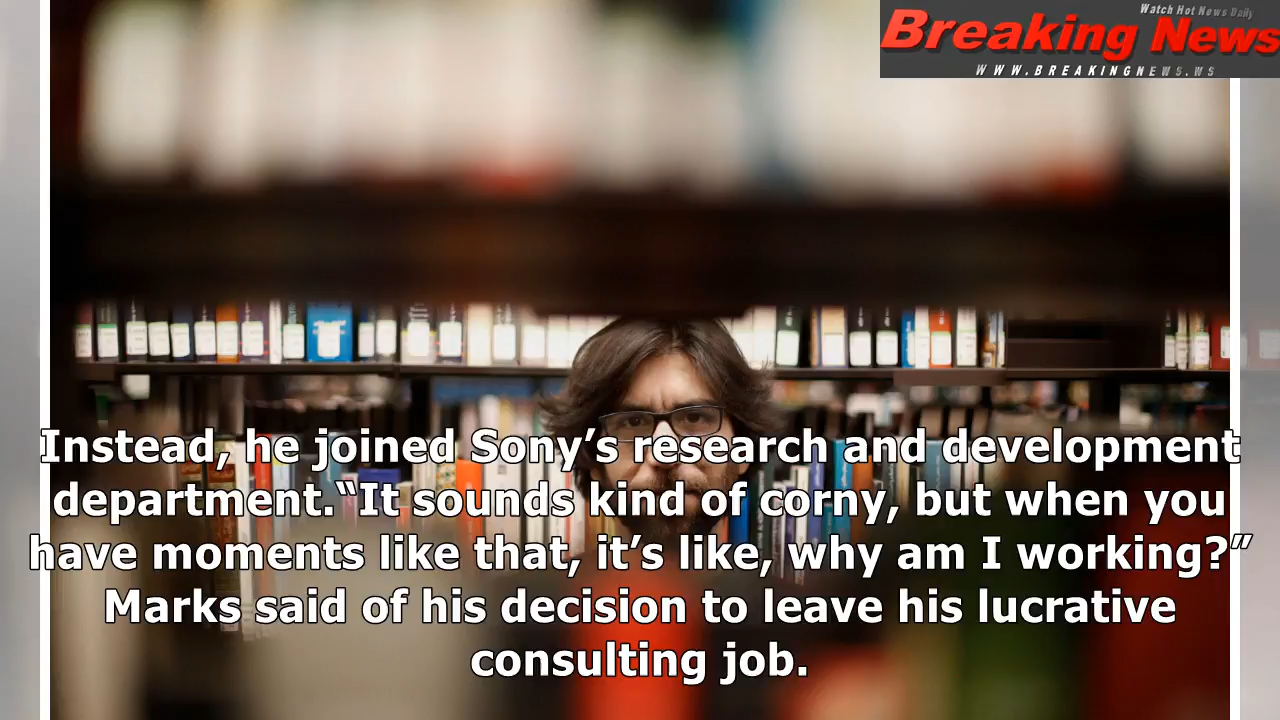 Watch Hot News Daily
Breaking News
WWW.BREAKINGNEWS.WS
Instead, he joined Sony’s research and development
department.“It sounds kind of corny, but when you
have moments like that, it’s like, why am I working?”
Marks said of his decision to leave his lucrative
consulting job.